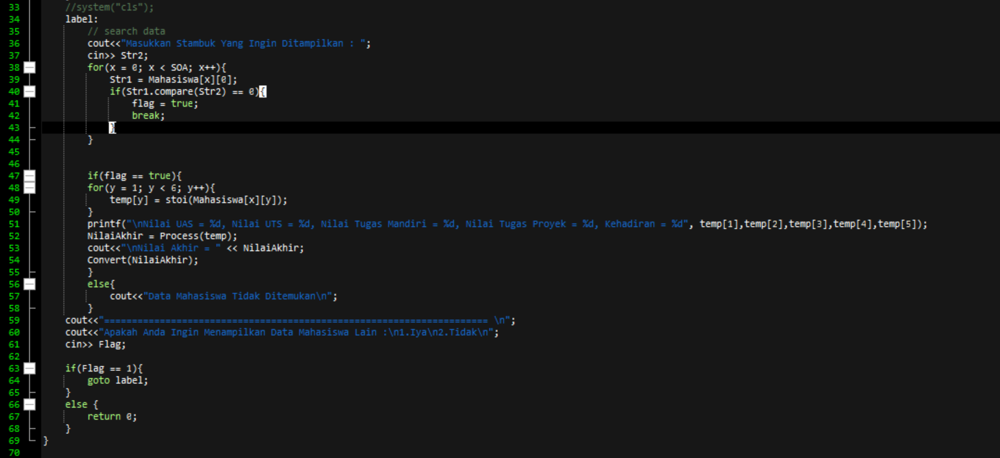 33 //system("cls");
34 label:
35 // search data
36 cout<<"Masukkan Stambuk Yang Ingin Ditampilkan : ";
37 cin>> Str2;
38 for(x = 0; x < SOA; x++){
39 Str1 = Mahasiswa[x][0];
40 if(Str1.compare(Str2) == 0){
41 flag = true;
42 break;
43 }
44 }
45
46
47 if(flag == true){
48 for(y = 1; y < 6; y++){
49 temp[y] = stoi(Mahasiswa[x][y]);
50 }
51 printf("\nNilai UAS = %d, Nilai UTS = %d, Nilai Tugas Mandiri = %d, Nilai Tugas Proyek = %d, Kehadiran = %d", temp[1],temp[2],temp[3],temp[4],temp[5]);
52 NilaiAkhir = Process(temp);
53 cout<<"\nNilai Akhir = " << NilaiAkhir;
54 Convert(NilaiAkhir);
55 }
56 else{
57 cout<<"Data Mahasiswa Tidak Ditemukan\n";
58 }
59 cout<<"===================================================================== \n";
60 cout<<"Apakah Anda Ingin Menampilkan Data Mahasiswa Lain :\n1.Iya\n2.Tidak\n";
61 cin>> Flag;
62
63 if(Flag == 1){
64 goto label;
65 }
66 else {
67 return 0;
68 }
69 }
70